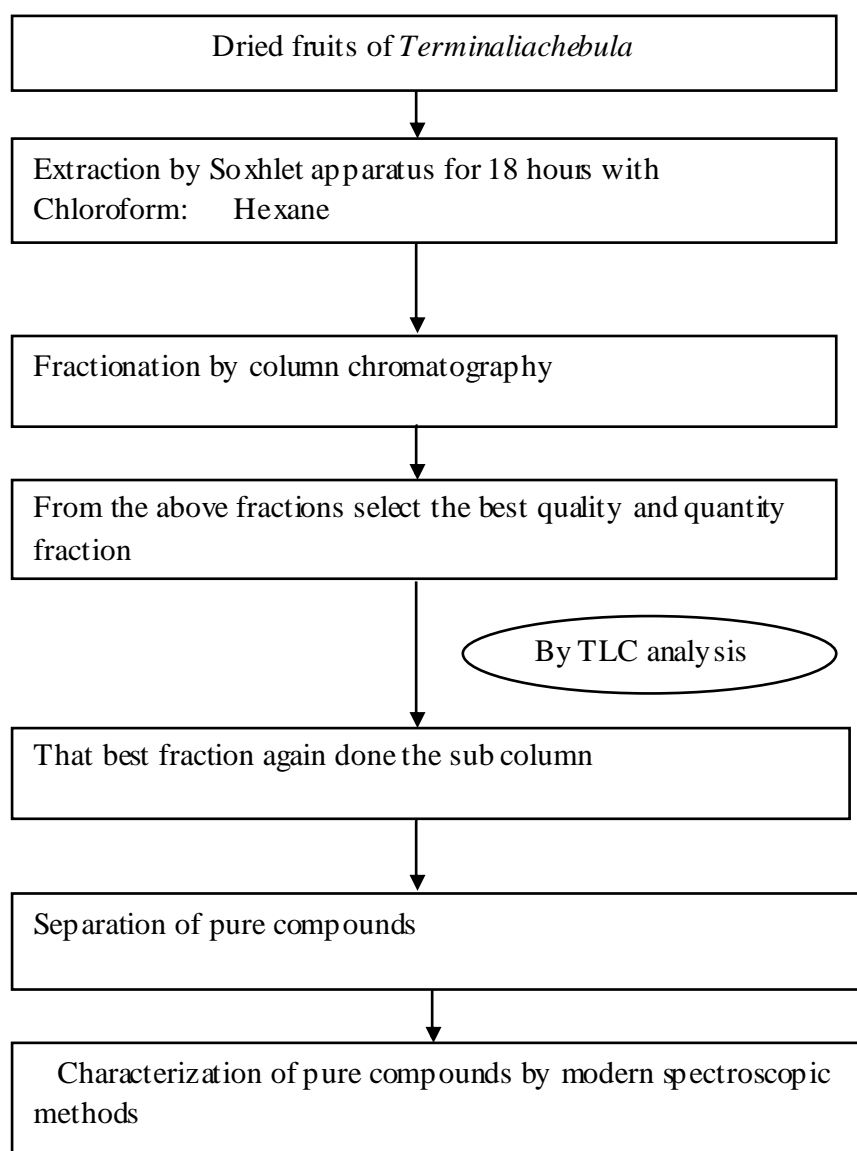 Dried fruits of Terminaliachebula
Extraction by Soxhlet apparatus for 18 hours with
Chloroform: Hexane
Fractionation by column chromatography
From the above fractions select the best quality and quantity
fraction
By TLC analysis
That best fraction again done the sub column
Separation of pure compounds
Characterization of pure compounds by modern spectroscopic
methods